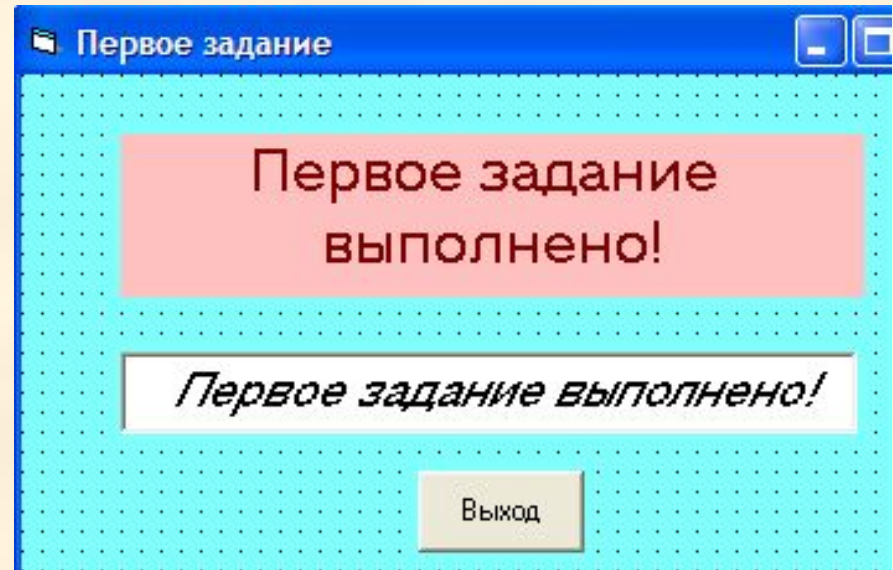 Первое задание
Первое задание
выполнено!
Первое задание выполнено!
Выход